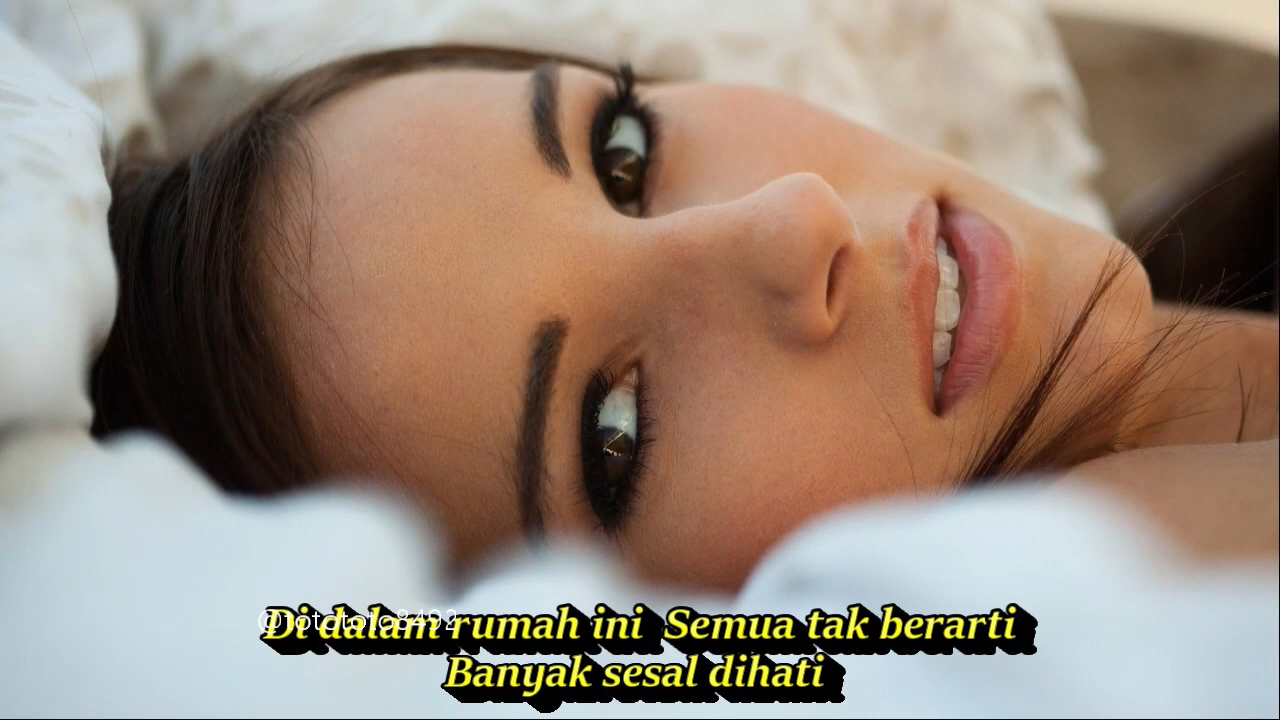 Di dalam rumah ini  Semua tak berarti
Banyak sesal dihati